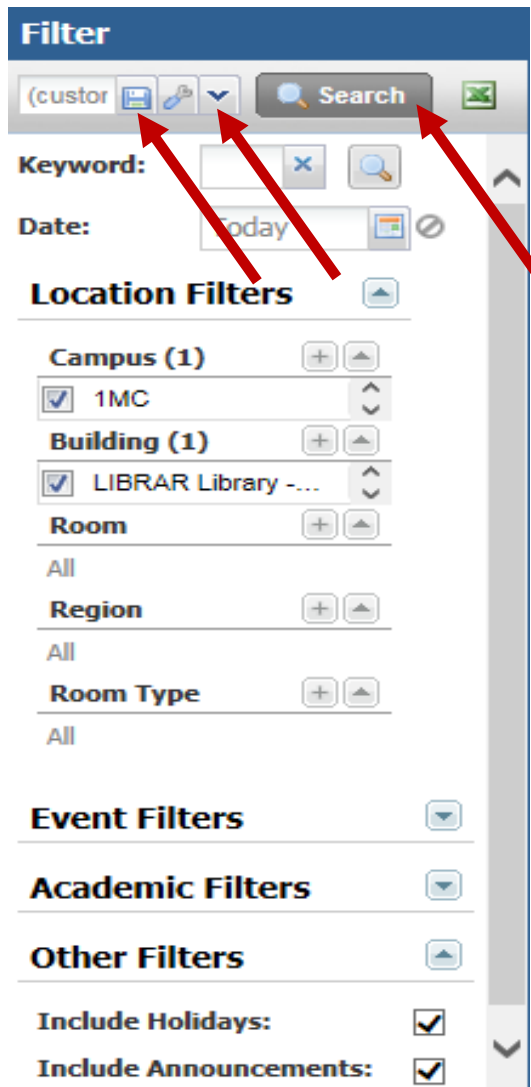 Filter
(custor
Search
Keyword:
Date: Today
Location Filters
Campus (1)
1MC
Building (1)
LIBRAR Library -...
Room
All
Region
All
Room Type
All
Event Filters
Academic Filters
Other Filters
Include Holidays:
Include Announcements: